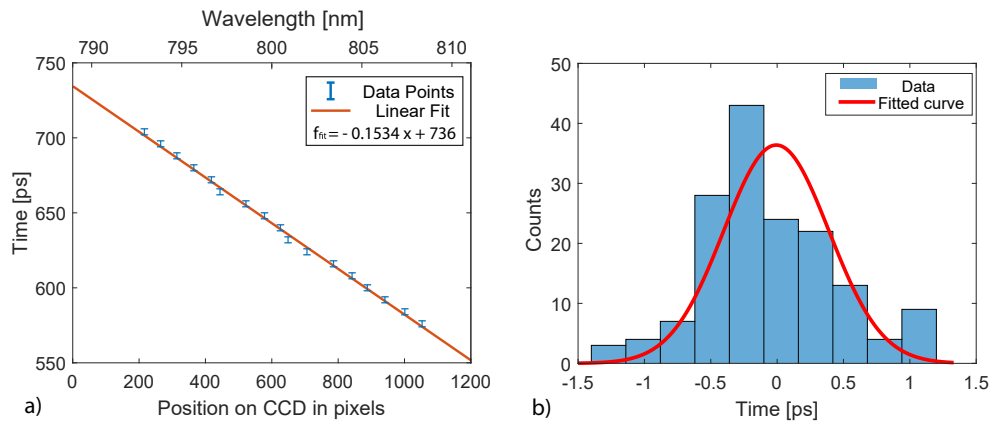 Wavelength [nm]
790 795 800 805 810
750
700
650
600
550
Time [ps]
Data Points
Linear Fit
f_fit = - 0.1534 x + 736
0 200 400 600 800 1000 1200
Position on CCD in pixels
a)
50
40
30
20
10
0
Counts
Data
Fitted curve
-1.5 -1 -0.5 0 0.5 1 1.5
Time [ps]
b)